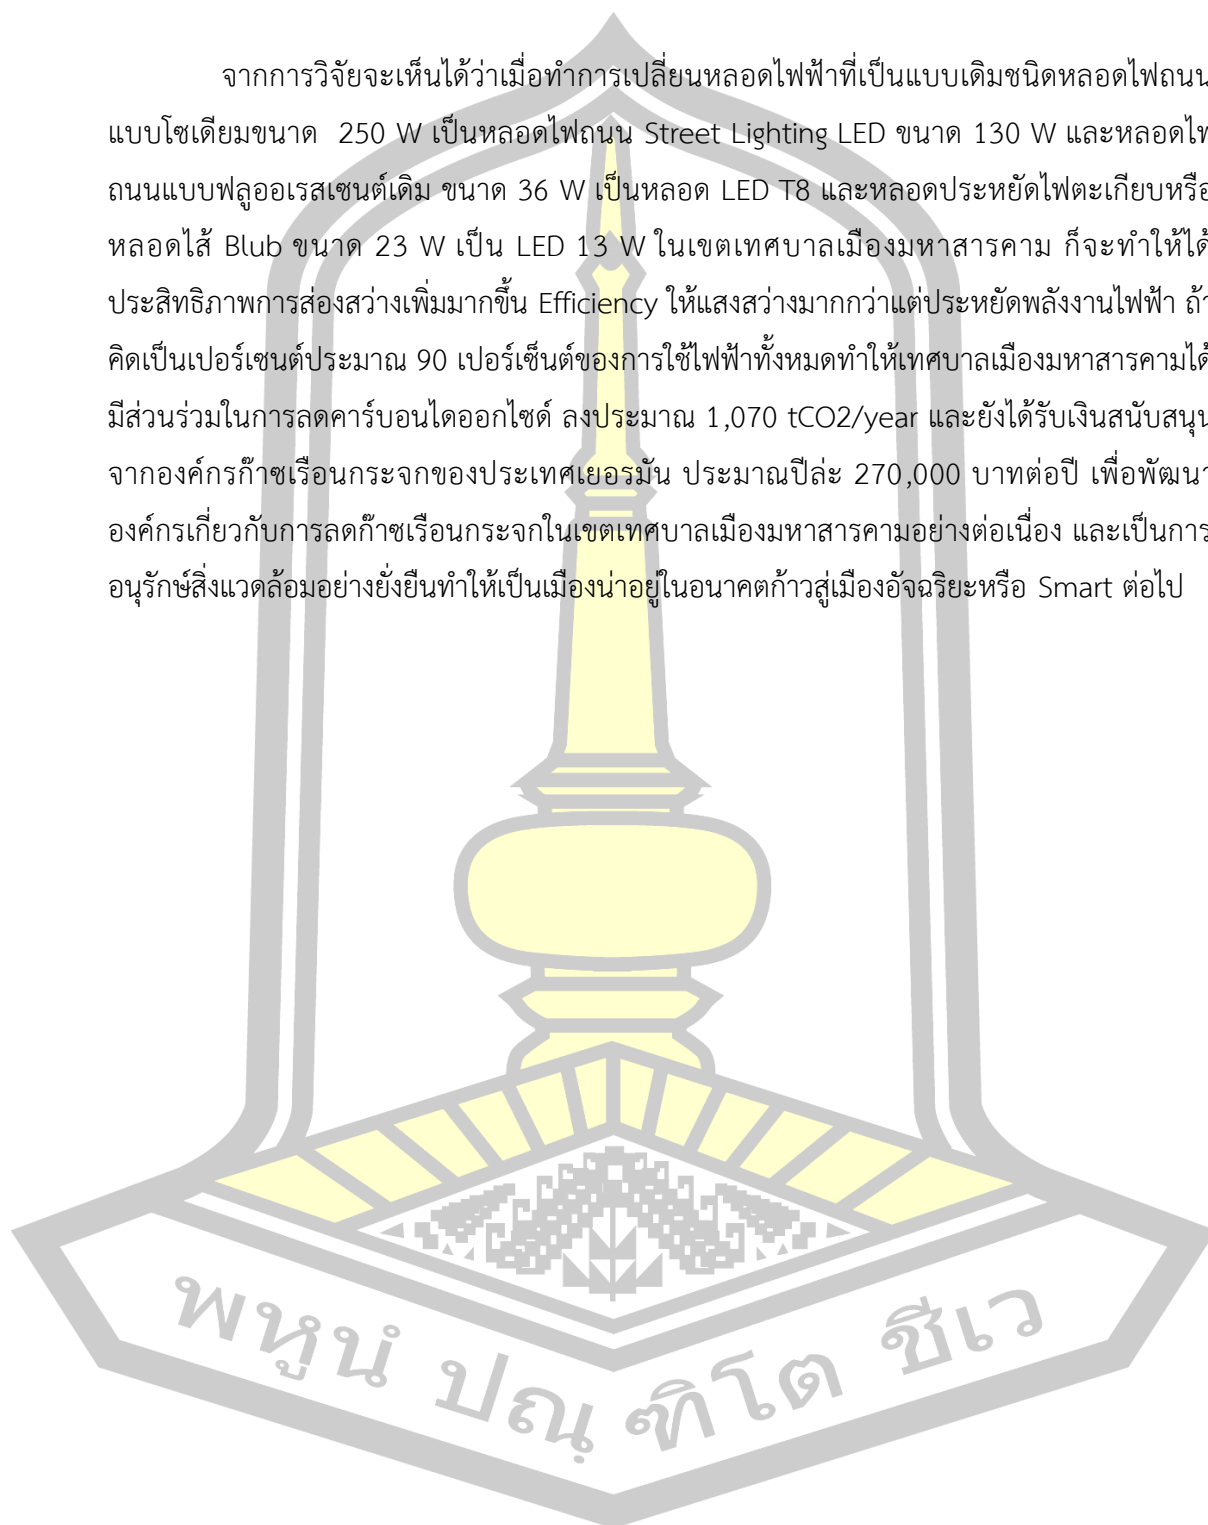 จากการวิจัยจะเห็นได้ว่าเมื่อทำการเปลี่ยนหลอดไฟฟ้าที่เป็นแบบเดิมชนิดหลอดไฟถนน
แบบโซเดียมขนาด 250 W เป็นหลอดไฟถนน Street Lighting LED ขนาด 130 W และหลอดไฟ
ถนนแบบฟลูออเรสเซนต์เดิม ขนาด 36 W เป็นหลอด LED T8 และหลอดประหยัดไฟตะเกียบหรือ
หลอดไส้ Blub ขนาด 23 W เป็น LED 13 W ในเขตเทศบาลเมืองมหาสารคาม ก็จะทำให้ได้
ประสิทธิภาพการส่องสว่างเพิ่มมากขึ้น Efficiency ให้แสงสว่างมากกว่าแต่ประหยัดพลังงานไฟฟ้า ถ้า
คิดเป็นเปอร์เซนต์ประมาณ 90 เปอร์เซ็นต์ของการใช้ไฟฟ้าทั้งหมดทำให้เทศบาลเมืองมหาสารคามได้
มีส่วนร่วมในการลดคาร์บอนไดออกไซด์ ลงประมาณ 1,070 tCO2/year และยังได้รับเงินสนับสนุน
จากองค์กรก๊าซเรือนกระจกของประเทศเยอรมัน ประมาณปีล่ะ 270,000 บาทต่อปี เพื่อพัฒนา
องค์กรเกี่ยวกับการลดก๊าซเรือนกระจกในเขตเทศบาลเมืองมหาสารคามอย่างต่อเนื่อง และเป็นการ
อนุรักษ์สิ่งแวดล้อมอย่างยั่งยืนทำให้เป็นเมืองน่าอยู่ในอนาคตก้าวสู่เมืองอัจฉริยะหรือ Smart ต่อไป
พหูนํ ปณฺฑิโต ชีเว